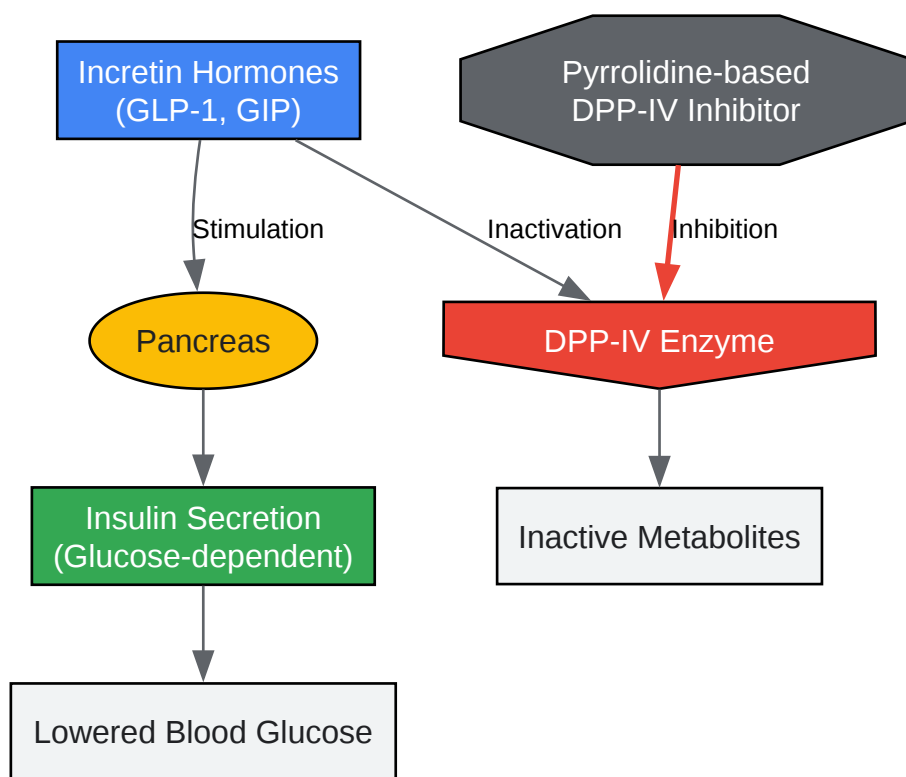 Incretin Hormones
(GLP-1, GIP)
Pyrrolidine-based
DPP-IV Inhibitor
Stimulation
Inactivation
Inhibition
Pancreas
DPP-IV Enzyme
Insulin Secretion
(Glucose-dependent)
Inactive Metabolites
Lowered Blood Glucose